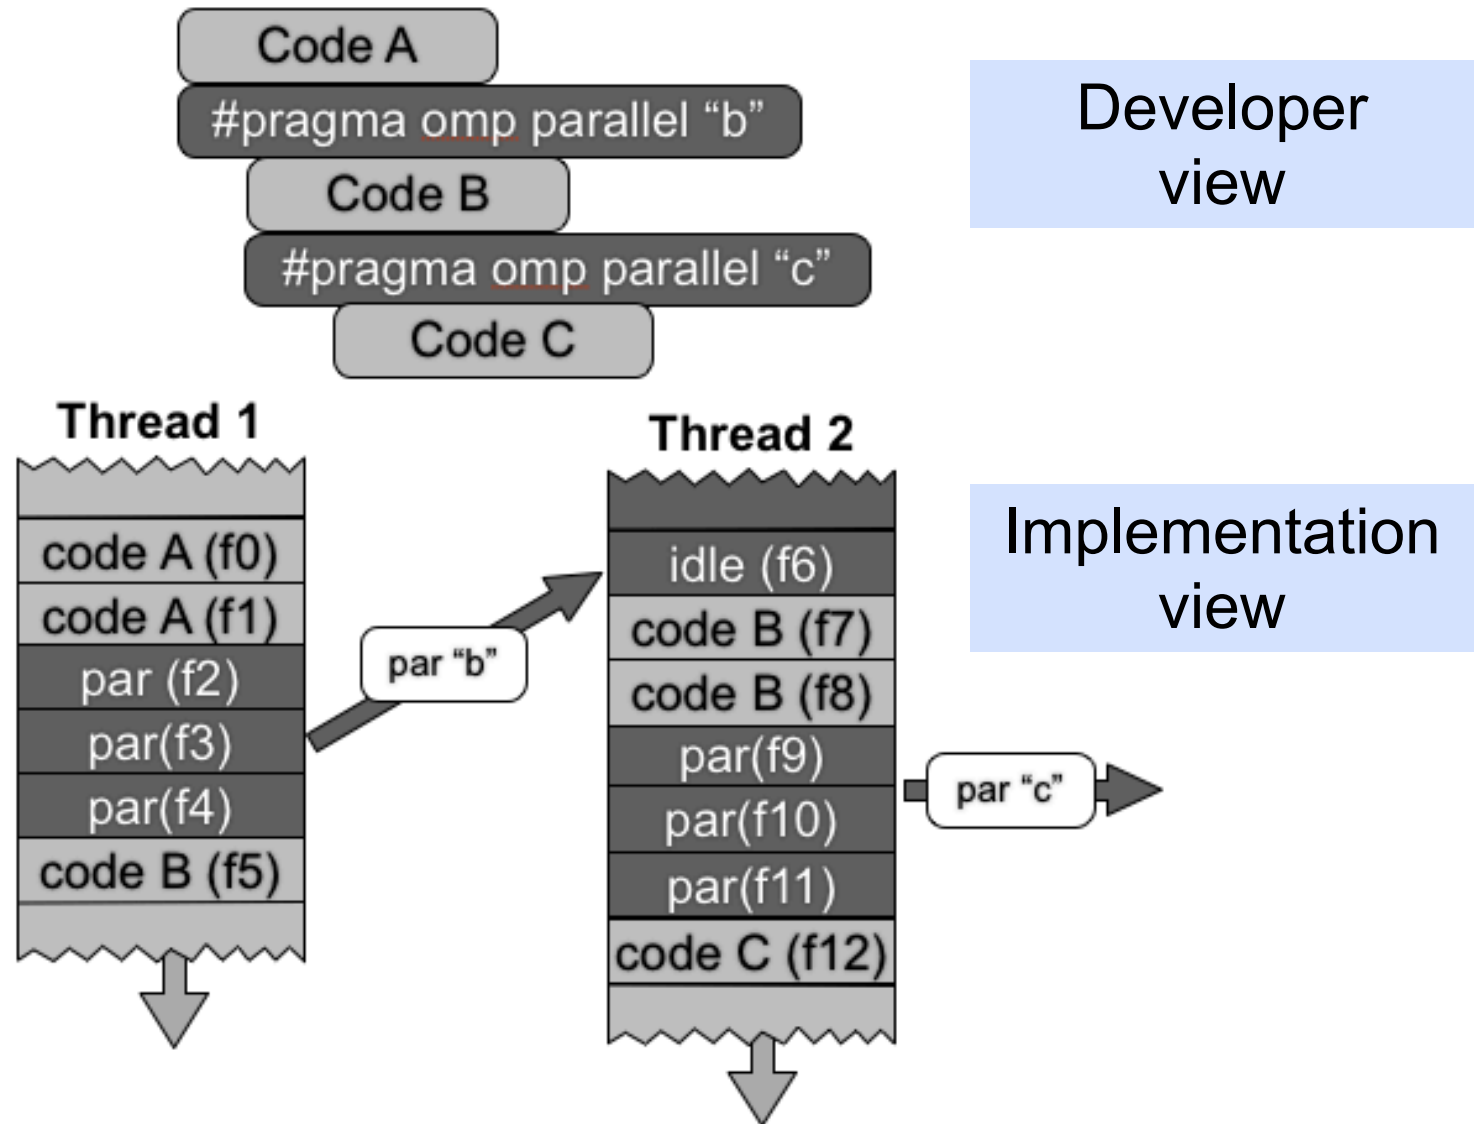 Code A
#pragma omp parallel “b”
Code B
#pragma omp parallel “c”
Code C
Developer
view
Thread 1
code A (f0)
code A (f1)
par (f2)
par(f3)
par(f4)
code B (f5)
par “b”
Thread 2
idle (f6)
code B (f7)
code B (f8)
par(f9)
par(f10)
par(f11)
code C (f12)
par “c”
Implementation
view